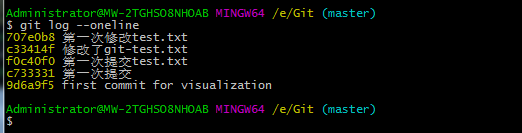 Administrator@MW-2TGHSO8NHOAB MINGW64 /e/Git (master)
$ git log --oneline
707e0b8 第一次修改test.txt
c33414f 修改了git-test.txt
f0c40f0 第一次提交test.txt
c733331 第一次提交
9d6a9f5 first commit for visualization
Administrator@MW-2TGHSO8NHOAB MINGW64 /e/Git (master)
$